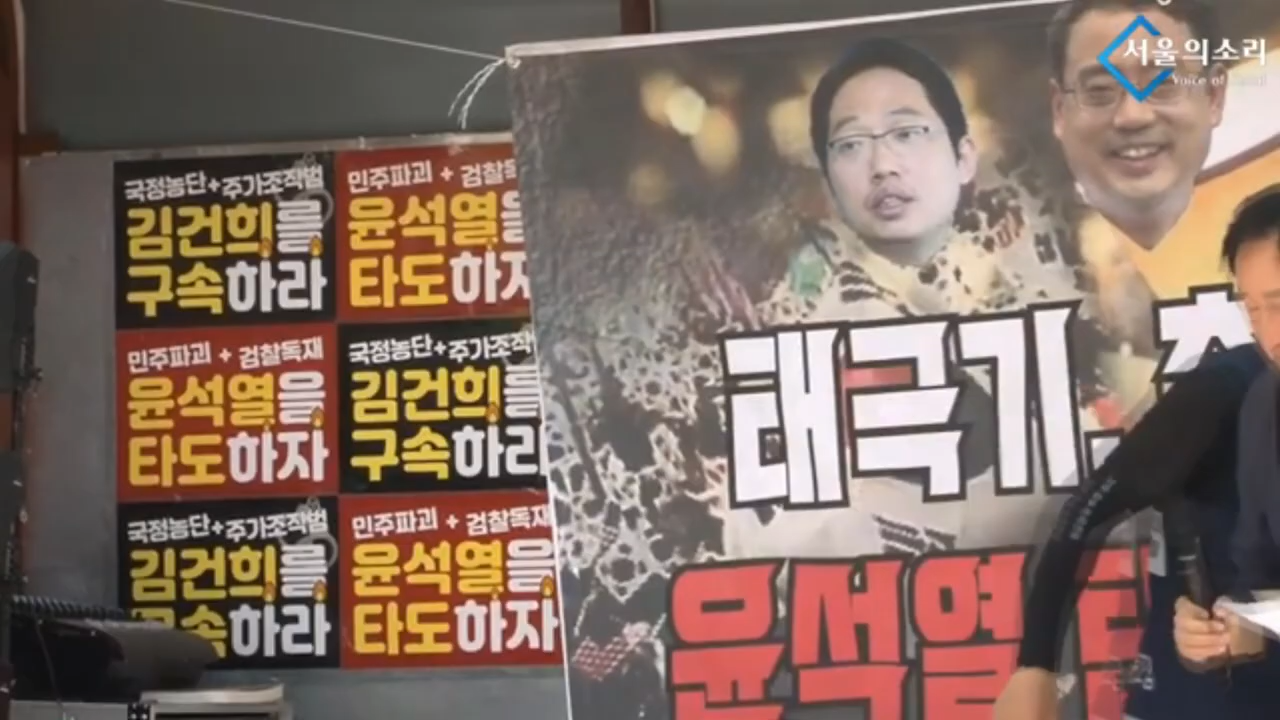 서울의소리
Voice of Seoul
국정농단+주가조작범
김건희를
구속하라
민주파괴 + 검찰독
윤석열을
타도하자
민주파괴 + 검찰독재
윤석열을
타도하자
국정농단+주가조작
김건희를
구속하라
국정농단+주가조작범
김건희를
구속하라
민주파괴 + 검찰독재
윤석열을
타도하자
태극기,
윤석열